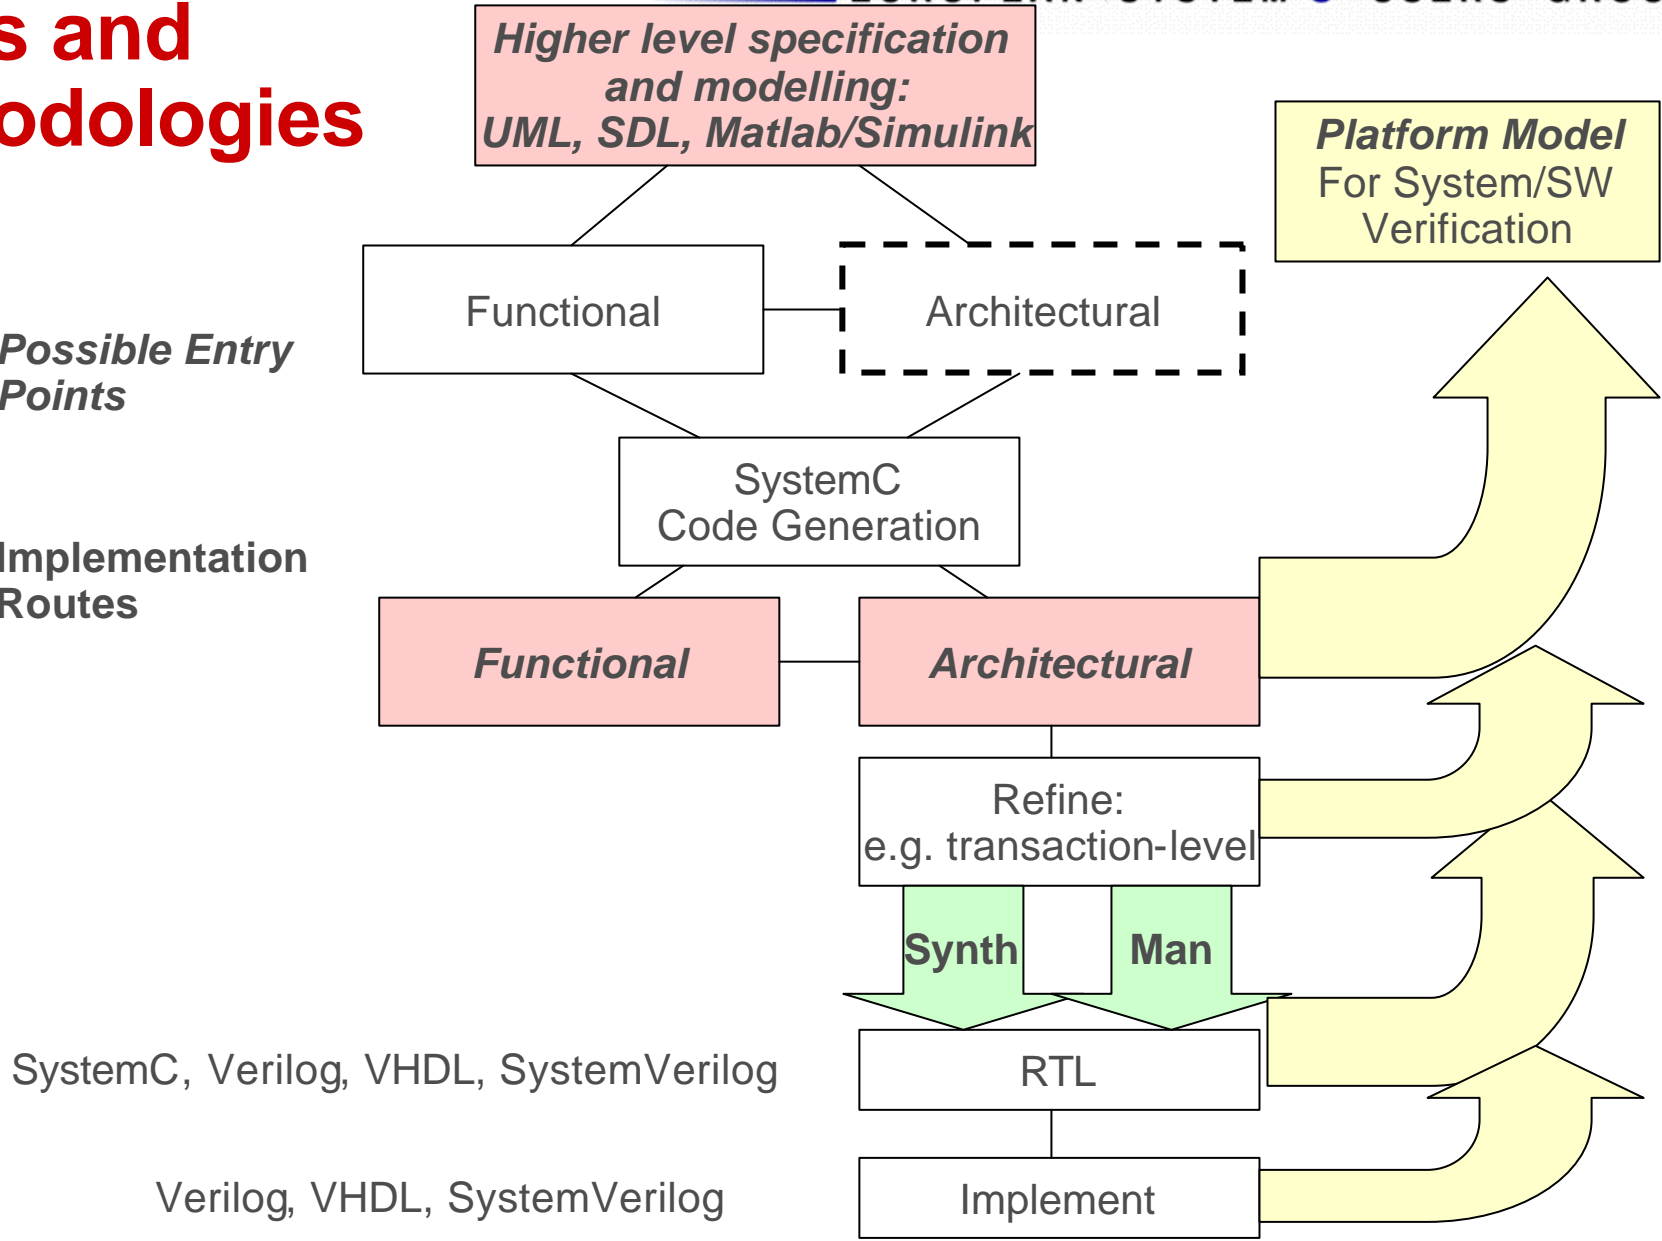 s and
odologies
Higher level specification
and modelling:
UML, SDL, Matlab/Simulink
Platform Model
For System/SW
Verification
Functional
Architectural
Possible Entry
Points
SystemC
Code Generation
Implementation
Routes
Functional
Architectural
Refine:
e.g. transaction-level
Synth
Man
SystemC, Verilog, VHDL, SystemVerilog
RTL
Verilog, VHDL, SystemVerilog
Implement